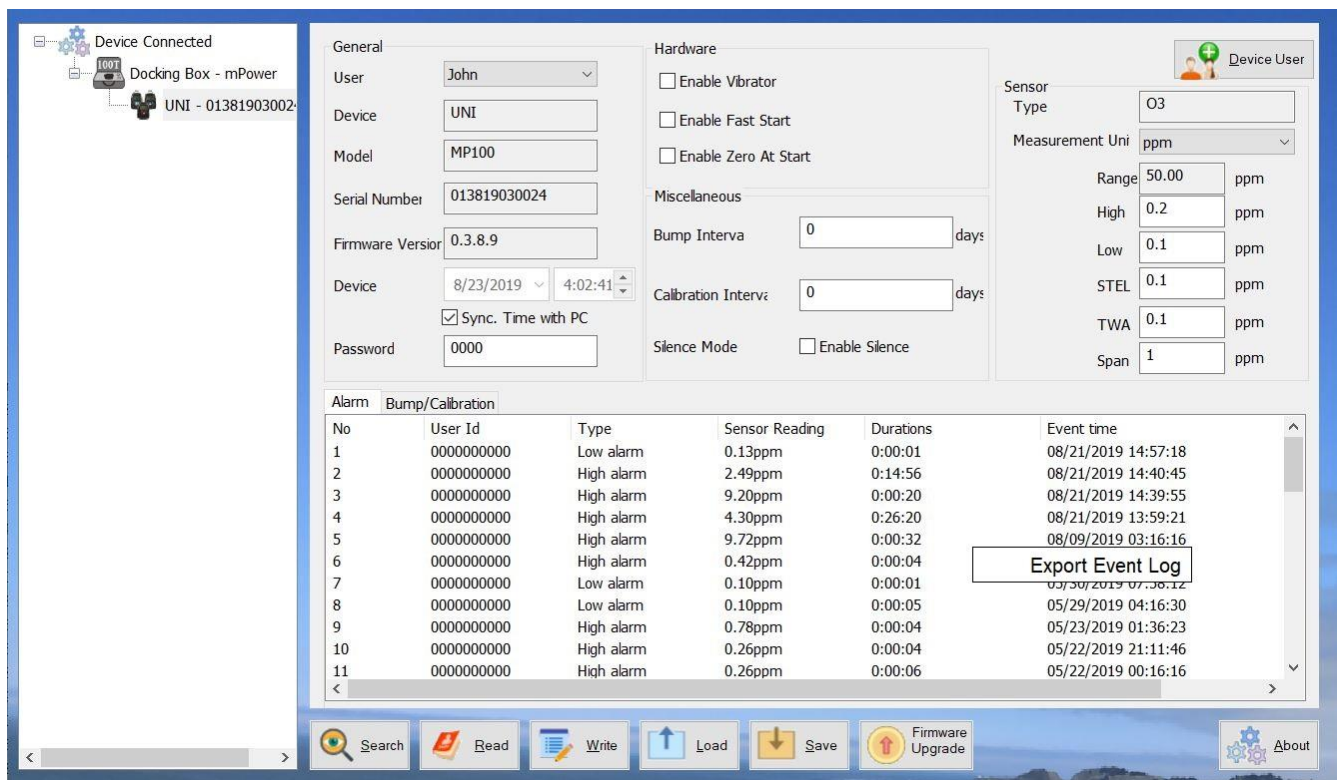 Device Connected
100T
Docking Box - mPower
UNI - 01381903002
General
User John
Device UNI
Model MP100
Serial Number 013819030024
Firmware Version 0.3.8.9
Device 8/23/2019 4:02:41
Sync. Time with PC
Password 0000
Hardware
Enable Vibrator
Enable Fast Start
Enable Zero At Start
Miscellaneous
Bump Interva 0 days
Calibration Interva 0 days
Silence Mode Enable Silence
Device User
Sensor
Type O3
Measurement Uni ppm
Range 50.00 ppm
High 0.2 ppm
Low 0.1 ppm
STEL 0.1 ppm
TWA 0.1 ppm
Span 1 ppm
Alarm Bump/Calibration
No User Id Type Sensor Reading Durations Event time
1 0000000000 Low alarm 0.13ppm 0:00:01 08/21/2019 14:57:18
2 0000000000 High alarm 2.49ppm 0:14:56 08/21/2019 14:40:45
3 0000000000 High alarm 9.20ppm 0:00:20 08/21/2019 14:39:55
4 0000000000 High alarm 4.30ppm 0:26:20 08/21/2019 13:59:21
5 0000000000 High alarm 9.72ppm 0:00:32 08/09/2019 03:16:16
6 0000000000 High alarm 0.42ppm 0:00:04
Export Event Log
7 0000000000 Low alarm 0.10ppm 0:00:01 05/30/2019 07:58:12
8 0000000000 Low alarm 0.10ppm 0:00:05 05/29/2019 04:16:30
9 0000000000 High alarm 0.78ppm 0:00:04 05/23/2019 01:36:23
10 0000000000 High alarm 0.26ppm 0:00:04 05/22/2019 21:11:46
11 0000000000 High alarm 0.26ppm 0:00:06 05/22/2019 00:16:16
Search Read Write Load Save Firmware Upgrade About